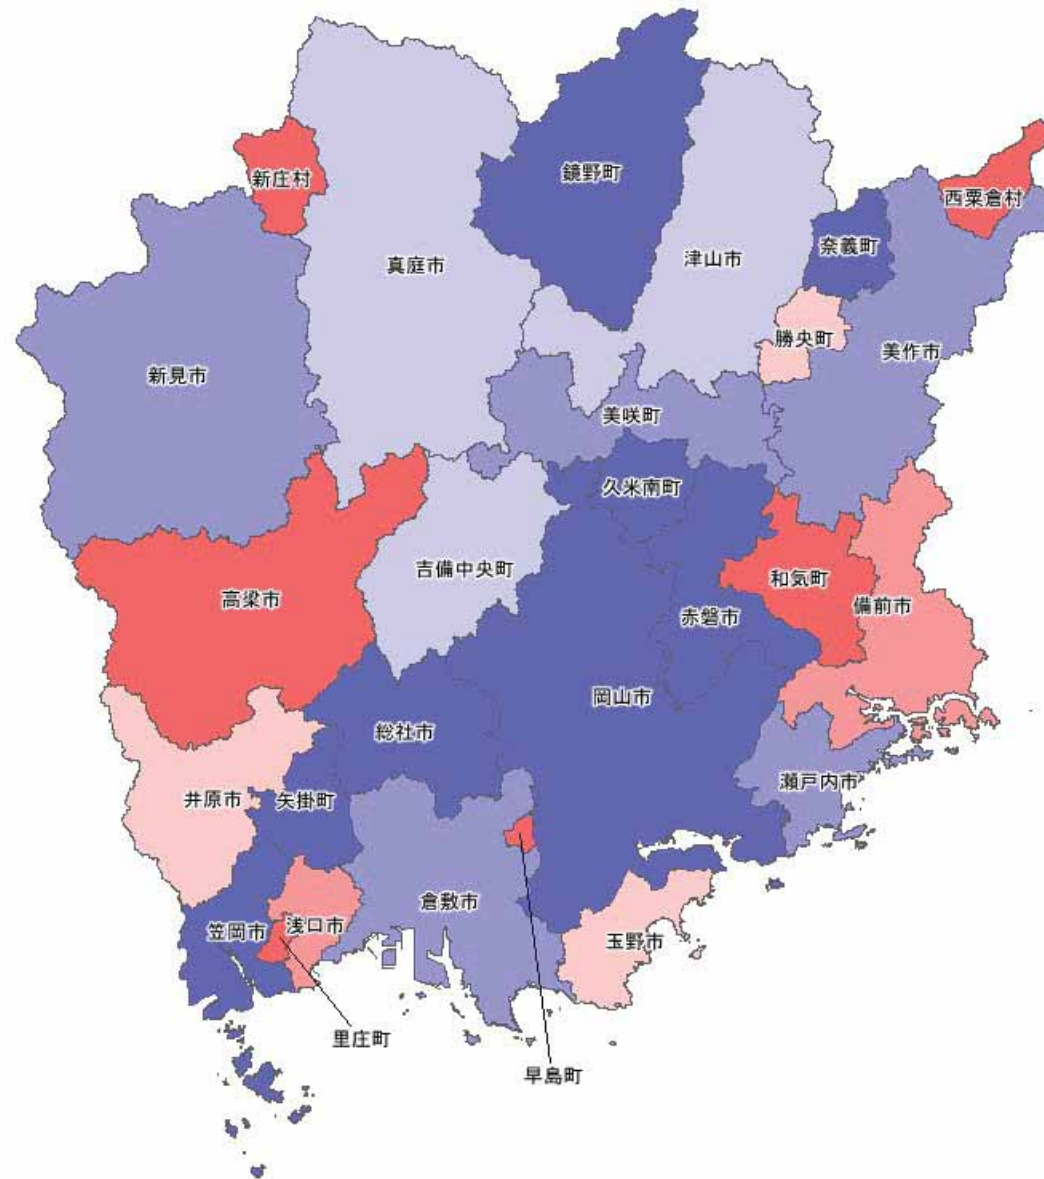 鏡野町
新庄村
西粟倉村
奈義町
真庭市
津山市
勝央町
美作市
新見市
美咲町
久米南町
吉備中央町
和気町
高梁市
備前市
赤磐市
岡山市
総社市
瀬戸内市
井原市
矢掛町
倉敷市
笠岡市
浅口市
玉野市
里庄町
早島町